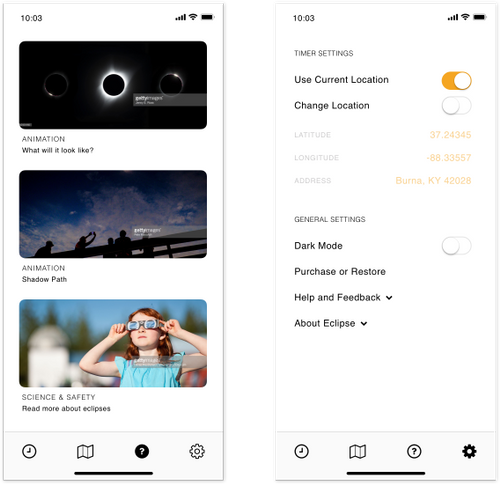 10:03
gettyimages
ANIMATION
What will it look like?
gettyimages
ANIMATION
Shadow Path
gettyimages
SCIENCE & SAFETY
Read more about eclipses
10:03
TIMER SETTINGS
Use Current Location
Change Location
LATITUDE 37.24345
LONGITUDE -88.33557
ADDRESS Burna, KY 42028
GENERAL SETTINGS
Dark Mode
Purchase or Restore
Help and Feedback
About Eclipse